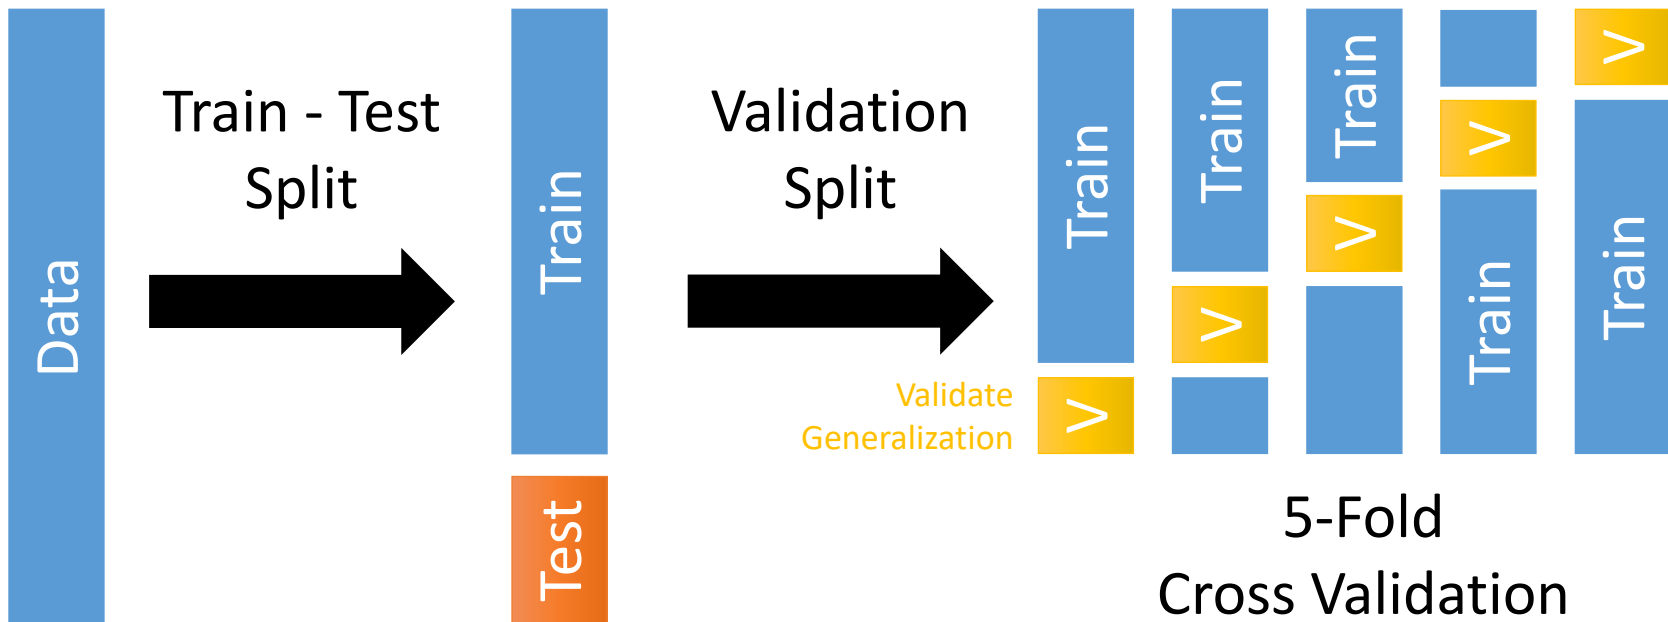 Data
Train - Test
Split
Train
Test
Validation
Split
Validate
Generalization
Train
V
Train
V
Train
V
V
Train
V
Train
5-Fold
Cross Validation